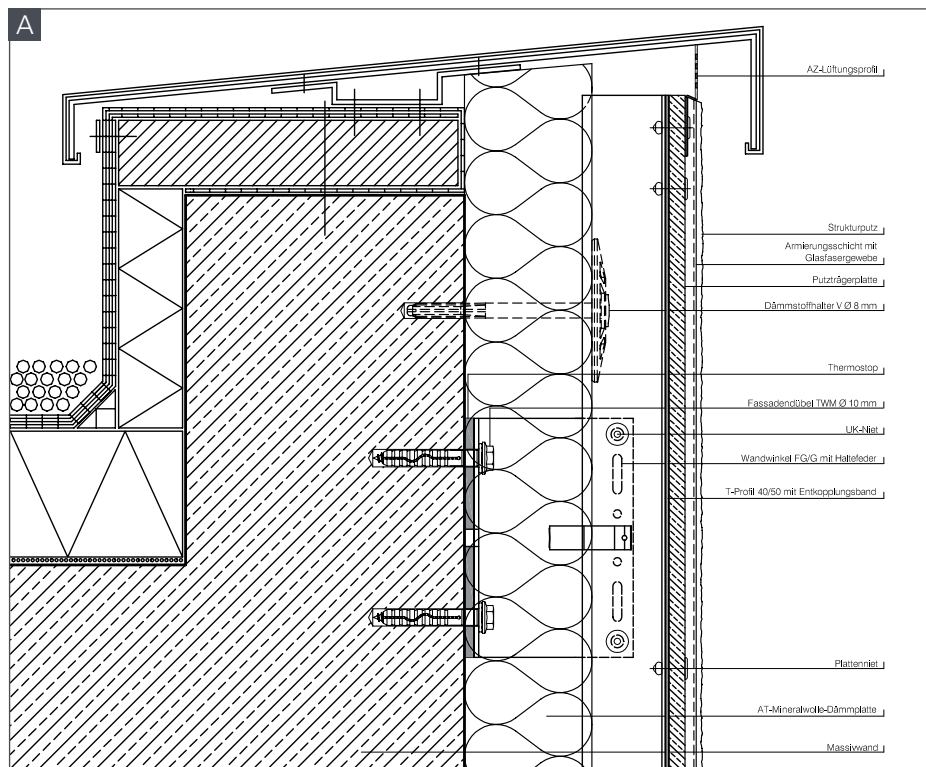 A
AZ-Lüftungsprofil
Strukturputz
Armierungsschicht mit
Glasfasergewebe
Putzträgerplatte
Dämmstoffhalter V Ø 8 mm
Thermostop
Fassadendübel TWM Ø 10 mm
UK-Niet
Wandwinkel FG/G mit Haltefeder
T-Profil 40/50 mit Entkopplungsband
Plattenniet
AT-Mineralwolle-Dämmplatte
Massivwand